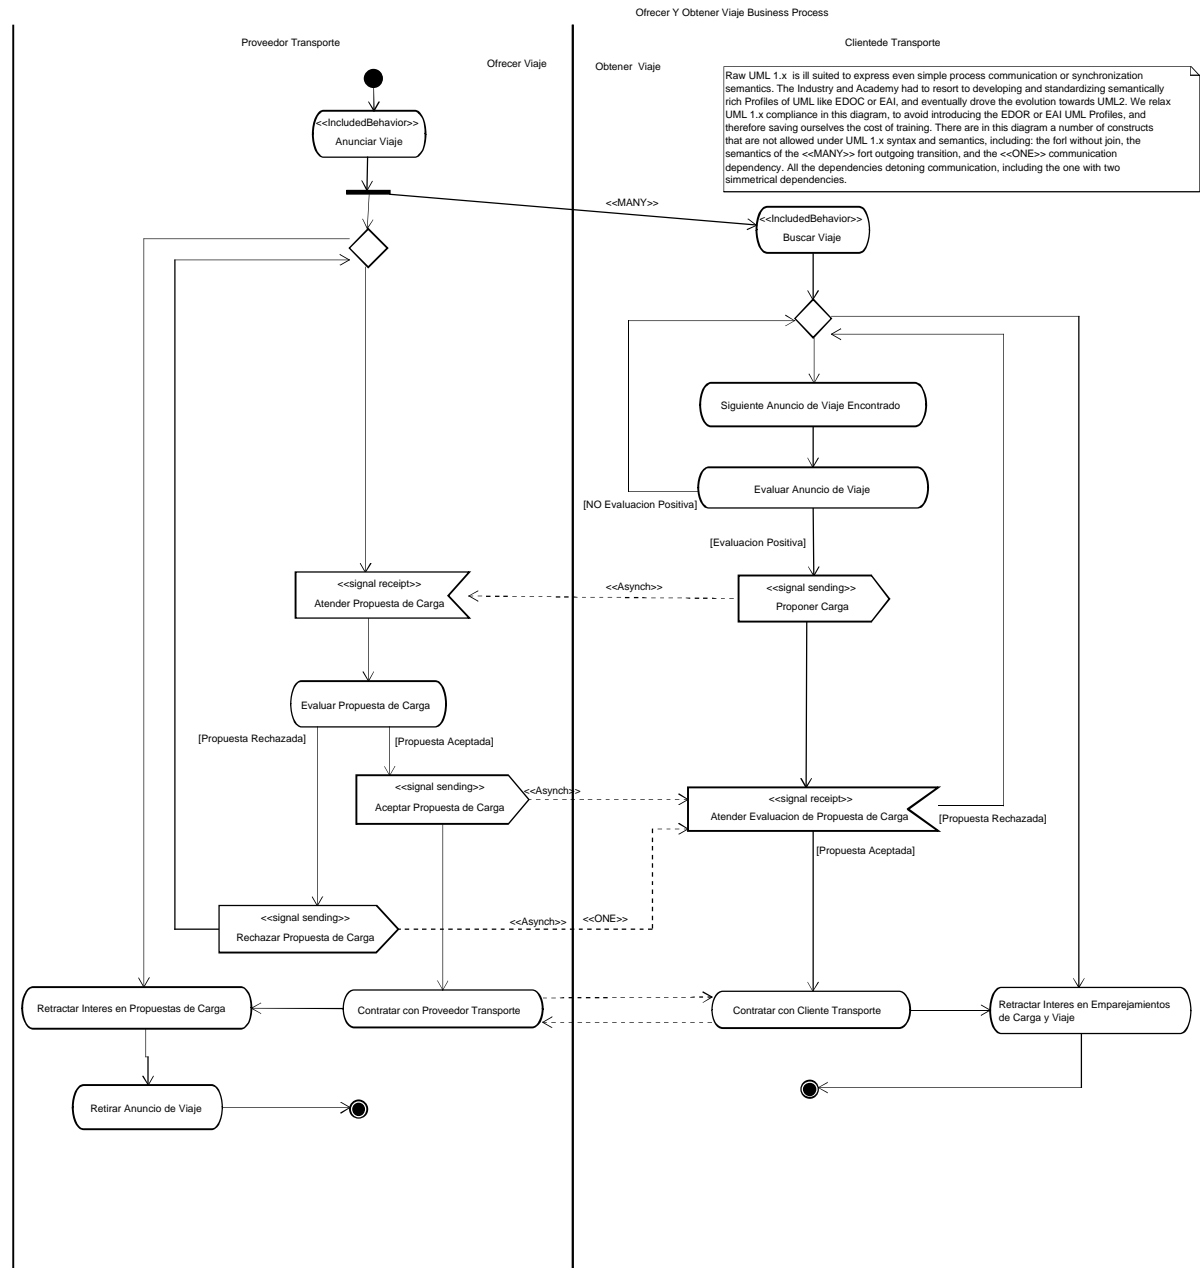 Ofrecer Y Obtener Viaje Business Process
Proveedor Transporte
Clientede Transporte
Ofrecer Viaje
Obtener  Viaje
Raw UML 1.x  is ill suited to express even simple process communication or synchronization
semantics. The Industry and Academy had to resort to developing and standardizing semantically
rich Profiles of UML like EDOC or EAI, and eventually drove the evolution towards UML2. We relax
UML 1.x compliance in this diagram, to avoid introducing the EDOR or EAI UML Profiles, and
therefore saving ourselves the cost of training. There are in this diagram a number of constructs
that are not allowed under UML 1.x syntax and semantics, including: the forl without join, the
semantics of the <<MANY>> fort outgoing transition, and the <<ONE>> communication
dependency. All the dependencies detoning communication, including the one with two
simmetrical dependencies.
<<IncludedBehavior>>
Anunciar Viaje
<<MANY>>
<<IncludedBehavior>>
Buscar Viaje
Siguiente Anuncio de Viaje Encontrado
Evaluar Anuncio de Viaje
[NO Evaluacion Positiva]
[Evaluacion Positiva]
<<signal receipt>>
Atender Propuesta de Carga
<<Asynch>>
<<signal sending>>
Proponer Carga
Evaluar Propuesta de Carga
[Propuesta Rechazada]
[Propuesta Aceptada]
<<signal sending>>
Aceptar Propuesta de Carga
<<Asynch>>
<<signal receipt>>
Atender Evaluacion de Propuesta de Carga
[Propuesta Rechazada]
[Propuesta Aceptada]
<<signal sending>>
Rechazar Propuesta de Carga
<<Asynch>>
<<ONE>>
Retractar Interes en Propuestas de Carga
Contratar con Proveedor Transporte
Contratar con Cliente Transporte
Retractar Interes en Emparejamientos
de Carga y Viaje
Retirar Anuncio de Viaje